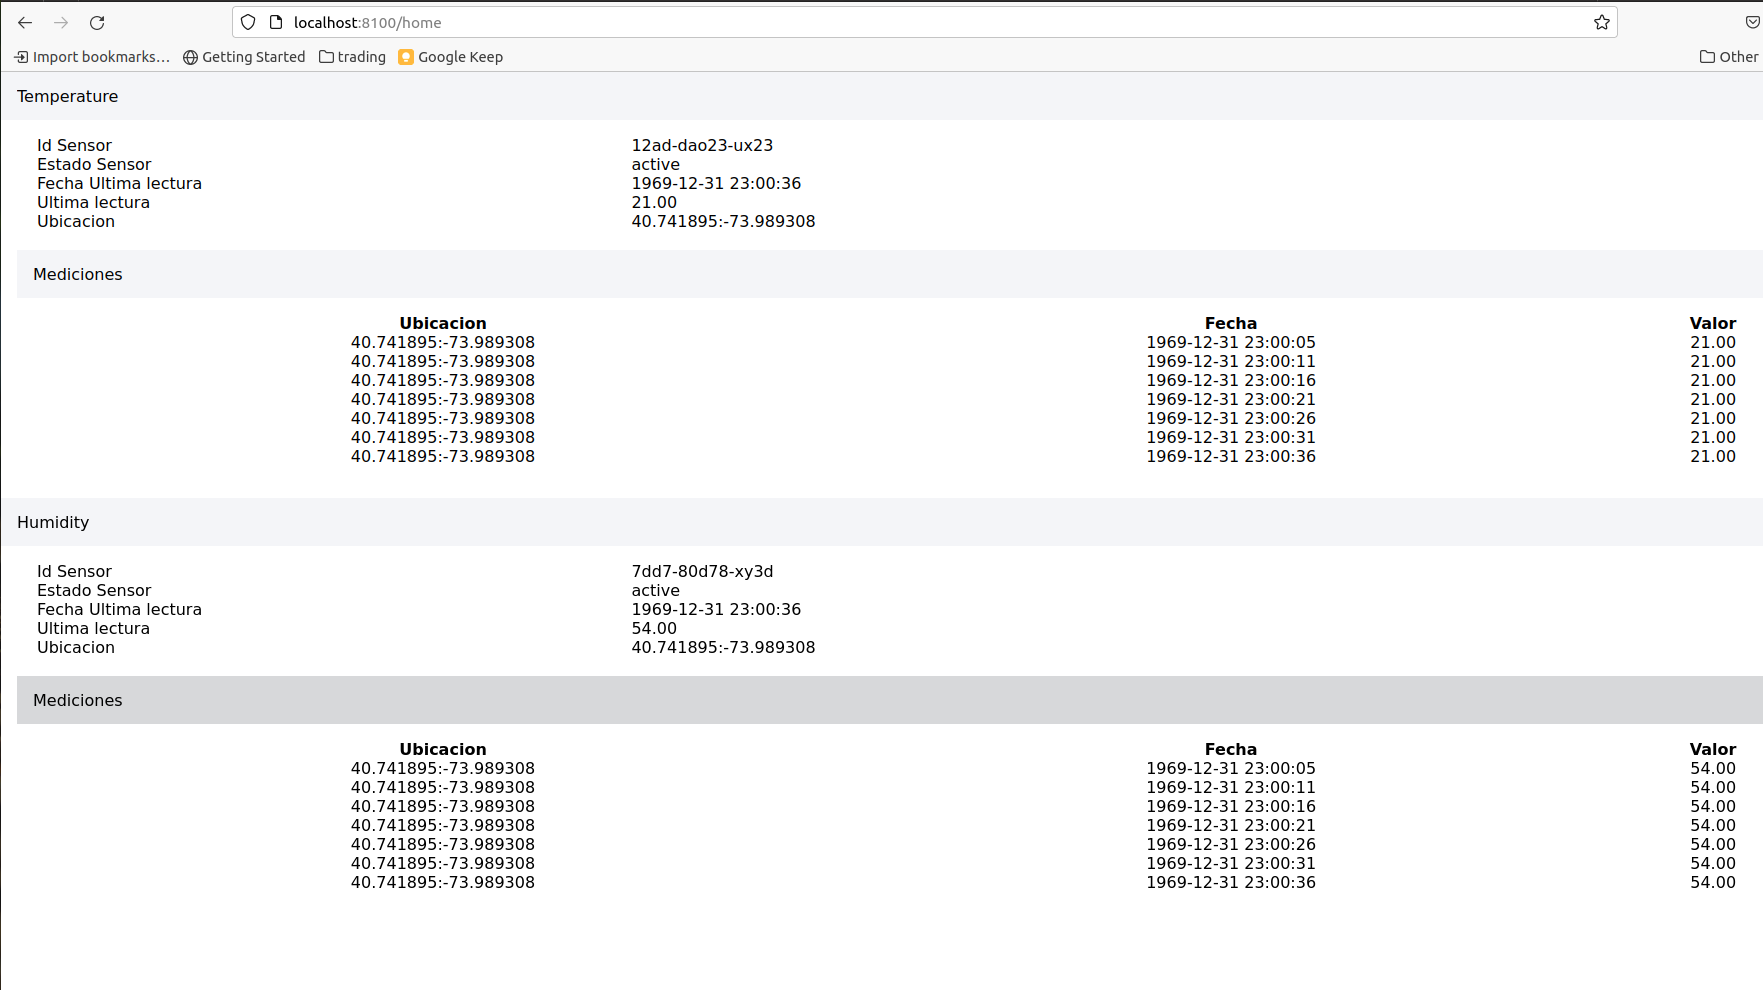 localhost:8100/home
Import bookmarks... Getting Started trading Google Keep Other
Temperature
Id Sensor 12ad-dao23-ux23
Estado Sensor active
Fecha Ultima lectura 1969-12-31 23:00:36
Ultima lectura 21.00
Ubicacion 40.741895:-73.989308
Mediciones
Ubicacion Fecha Valor
40.741895:-73.989308 1969-12-31 23:00:05 21.00
40.741895:-73.989308 1969-12-31 23:00:11 21.00
40.741895:-73.989308 1969-12-31 23:00:16 21.00
40.741895:-73.989308 1969-12-31 23:00:21 21.00
40.741895:-73.989308 1969-12-31 23:00:26 21.00
40.741895:-73.989308 1969-12-31 23:00:31 21.00
40.741895:-73.989308 1969-12-31 23:00:36 21.00
Humidity
Id Sensor 7dd7-80d78-xy3d
Estado Sensor active
Fecha Ultima lectura 1969-12-31 23:00:36
Ultima lectura 54.00
Ubicacion 40.741895:-73.989308
Mediciones
Ubicacion Fecha Valor
40.741895:-73.989308 1969-12-31 23:00:05 54.00
40.741895:-73.989308 1969-12-31 23:00:11 54.00
40.741895:-73.989308 1969-12-31 23:00:16 54.00
40.741895:-73.989308 1969-12-31 23:00:21 54.00
40.741895:-73.989308 1969-12-31 23:00:26 54.00
40.741895:-73.989308 1969-12-31 23:00:31 54.00
40.741895:-73.989308 1969-12-31 23:00:36 54.00